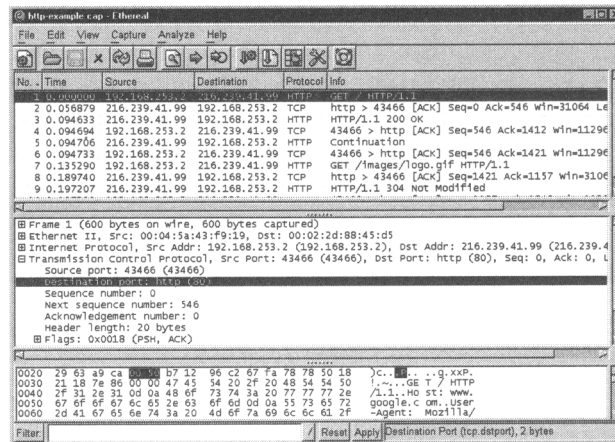 http-example.cap - Ethereal
File Edit View Capture Analyze Help
No. Time Source Destination Protocol Info
1 0.000000 192.168.253.2 216.239.41.99 HTTP GET / HTTP/1.1
2 0.056879 216.239.41.99 192.168.253.2 TCP http > 43466 [ACK] Seq=0 Ack=546 Win=31064 Le
3 0.094633 216.239.41.99 192.168.253.2 HTTP HTTP/1.1 200 OK
4 0.094694 192.168.253.2 216.239.41.99 TCP 43466 > http [ACK] Seq=546 Ack=1412 Win=11296
5 0.094706 216.239.41.99 192.168.253.2 HTTP Continuation
6 0.094733 192.168.253.2 216.239.41.99 TCP 43466 > http [ACK] Seq=546 Ack=1421 Win=11296
7 0.135290 192.168.253.2 216.239.41.99 HTTP GET /images/logo.gif HTTP/1.1
8 0.189740 216.239.41.99 192.168.253.2 TCP http > 43466 [ACK] Seq=1421 Ack=1157 Win=3106
9 0.197207 216.239.41.99 192.168.253.2 HTTP HTTP/1.1 304 Not Modified
Frame 1 (600 bytes on wire, 600 bytes captured)
Ethernet II, Src: 00:04:5a:43:f9:19, Dst: 00:02:2d:88:45:d5
Internet Protocol, Src Addr: 192.168.253.2 (192.168.253.2), Dst Addr: 216.239.41.99 (216.239.4
Transmission Control Protocol, Src Port: 43466 (43466), Dst Port: http (80), Seq: 0, Ack: 0, L
Source port: 43466 (43466)
Destination port: http (80)
Sequence number: 0
Next sequence number: 546
Acknowledgement number: 0
Header length: 20 bytes
Flags: 0x0018 (PSH, ACK)
0020 29 63 a9 ca 00 50 b7 12 96 c2 67 fa 78 78 50 18 )c...P.. ..g.xxP.
0030 21 18 7e 86 00 00 47 45 54 20 2f 20 48 54 54 50 !.~...GE T / HTTP
0040 2f 31 2e 31 0d 0a 48 6f 73 74 3a 20 77 77 77 2e /1.1..Ho st: www.
0050 67 6f 6f 67 6c 65 2e 63 6f 6d 0d 0a 55 73 65 72 google.c om..User
0060 2d 41 67 65 6e 74 3a 20 4d 6f 7a 69 6c 6c 61 2f -Agent: Mozilla/
Filter: / Reset Apply Destination Port (tcp.dstport), 2 bytes